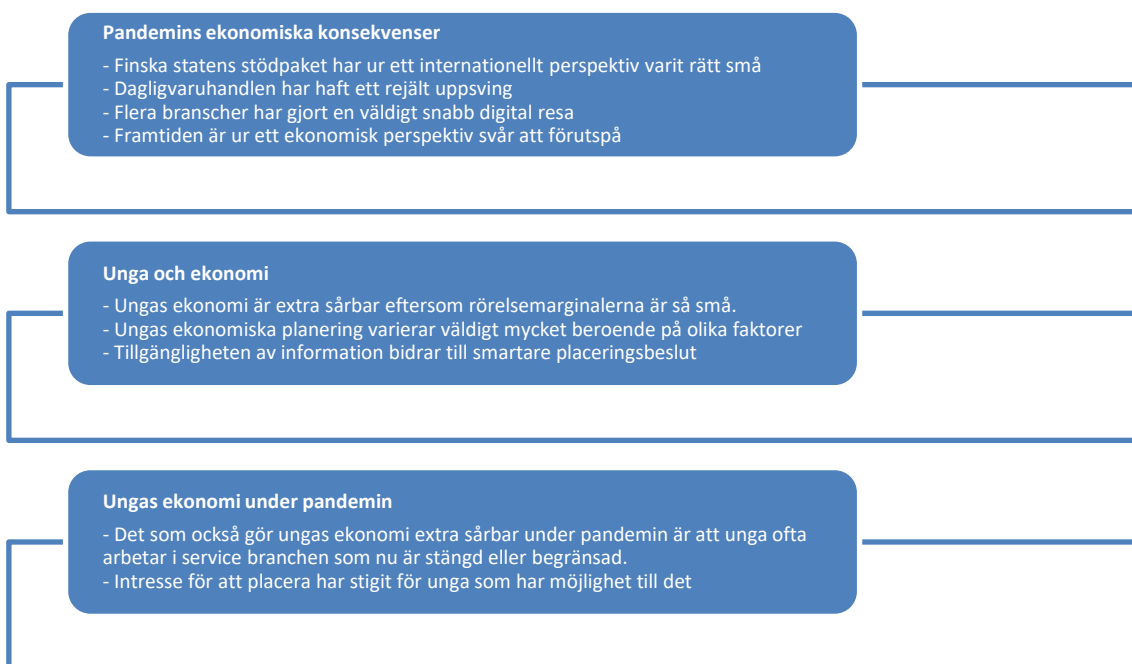 Pandemins ekonomiska konsekvenser
- Finska statens stödpaket har ur ett internationellt perspektiv varit rätt små
- Dagligvaruhandlen har haft ett rejält uppsving
- Flera branscher har gjort en väldigt snabb digital resa
- Framtiden är ur ett ekonomisk perspektiv svår att förutspå
Unga och ekonomi
- Ungas ekonomi är extra sårbar eftersom rörelsemarginalerna är så små.
- Ungas ekonomiska planering varierar väldigt mycket beroende på olika faktorer
- Tillgängligheten av information bidrar till smartare placeringsbeslut
Ungas ekonomi under pandemin
- Det som också gör ungas ekonomi extra sårbar under pandemin är att unga ofta
arbetar i service branchen som nu är stängd eller begränsad.
- Intresse för att placera har stigit för unga som har möjlighet till det